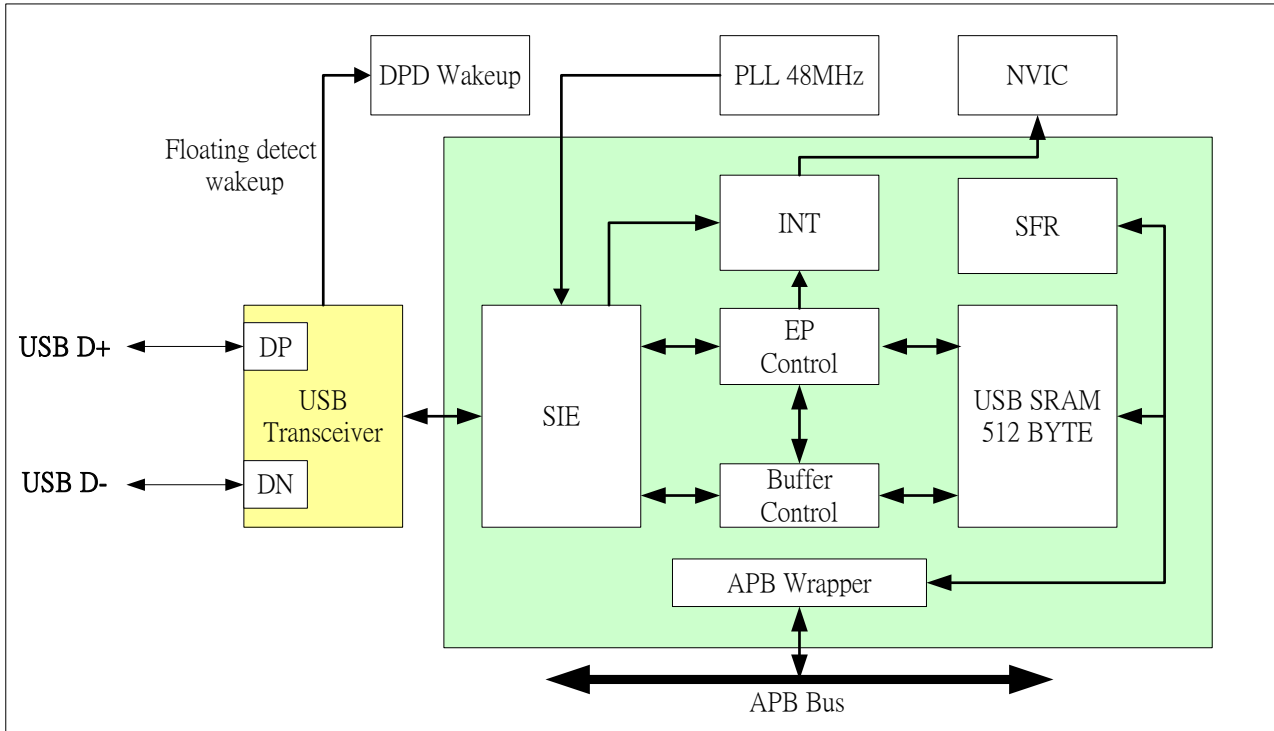 DPD Wakeup
PLL 48MHz
NVIC
Floating detect
wakeup
INT
SFR
USB D+
DP
USB
Transceiver
SIE
EP
Control
USB SRAM
512 BYTE
USB D-
DN
Buffer
Control
APB Wrapper
APB Bus